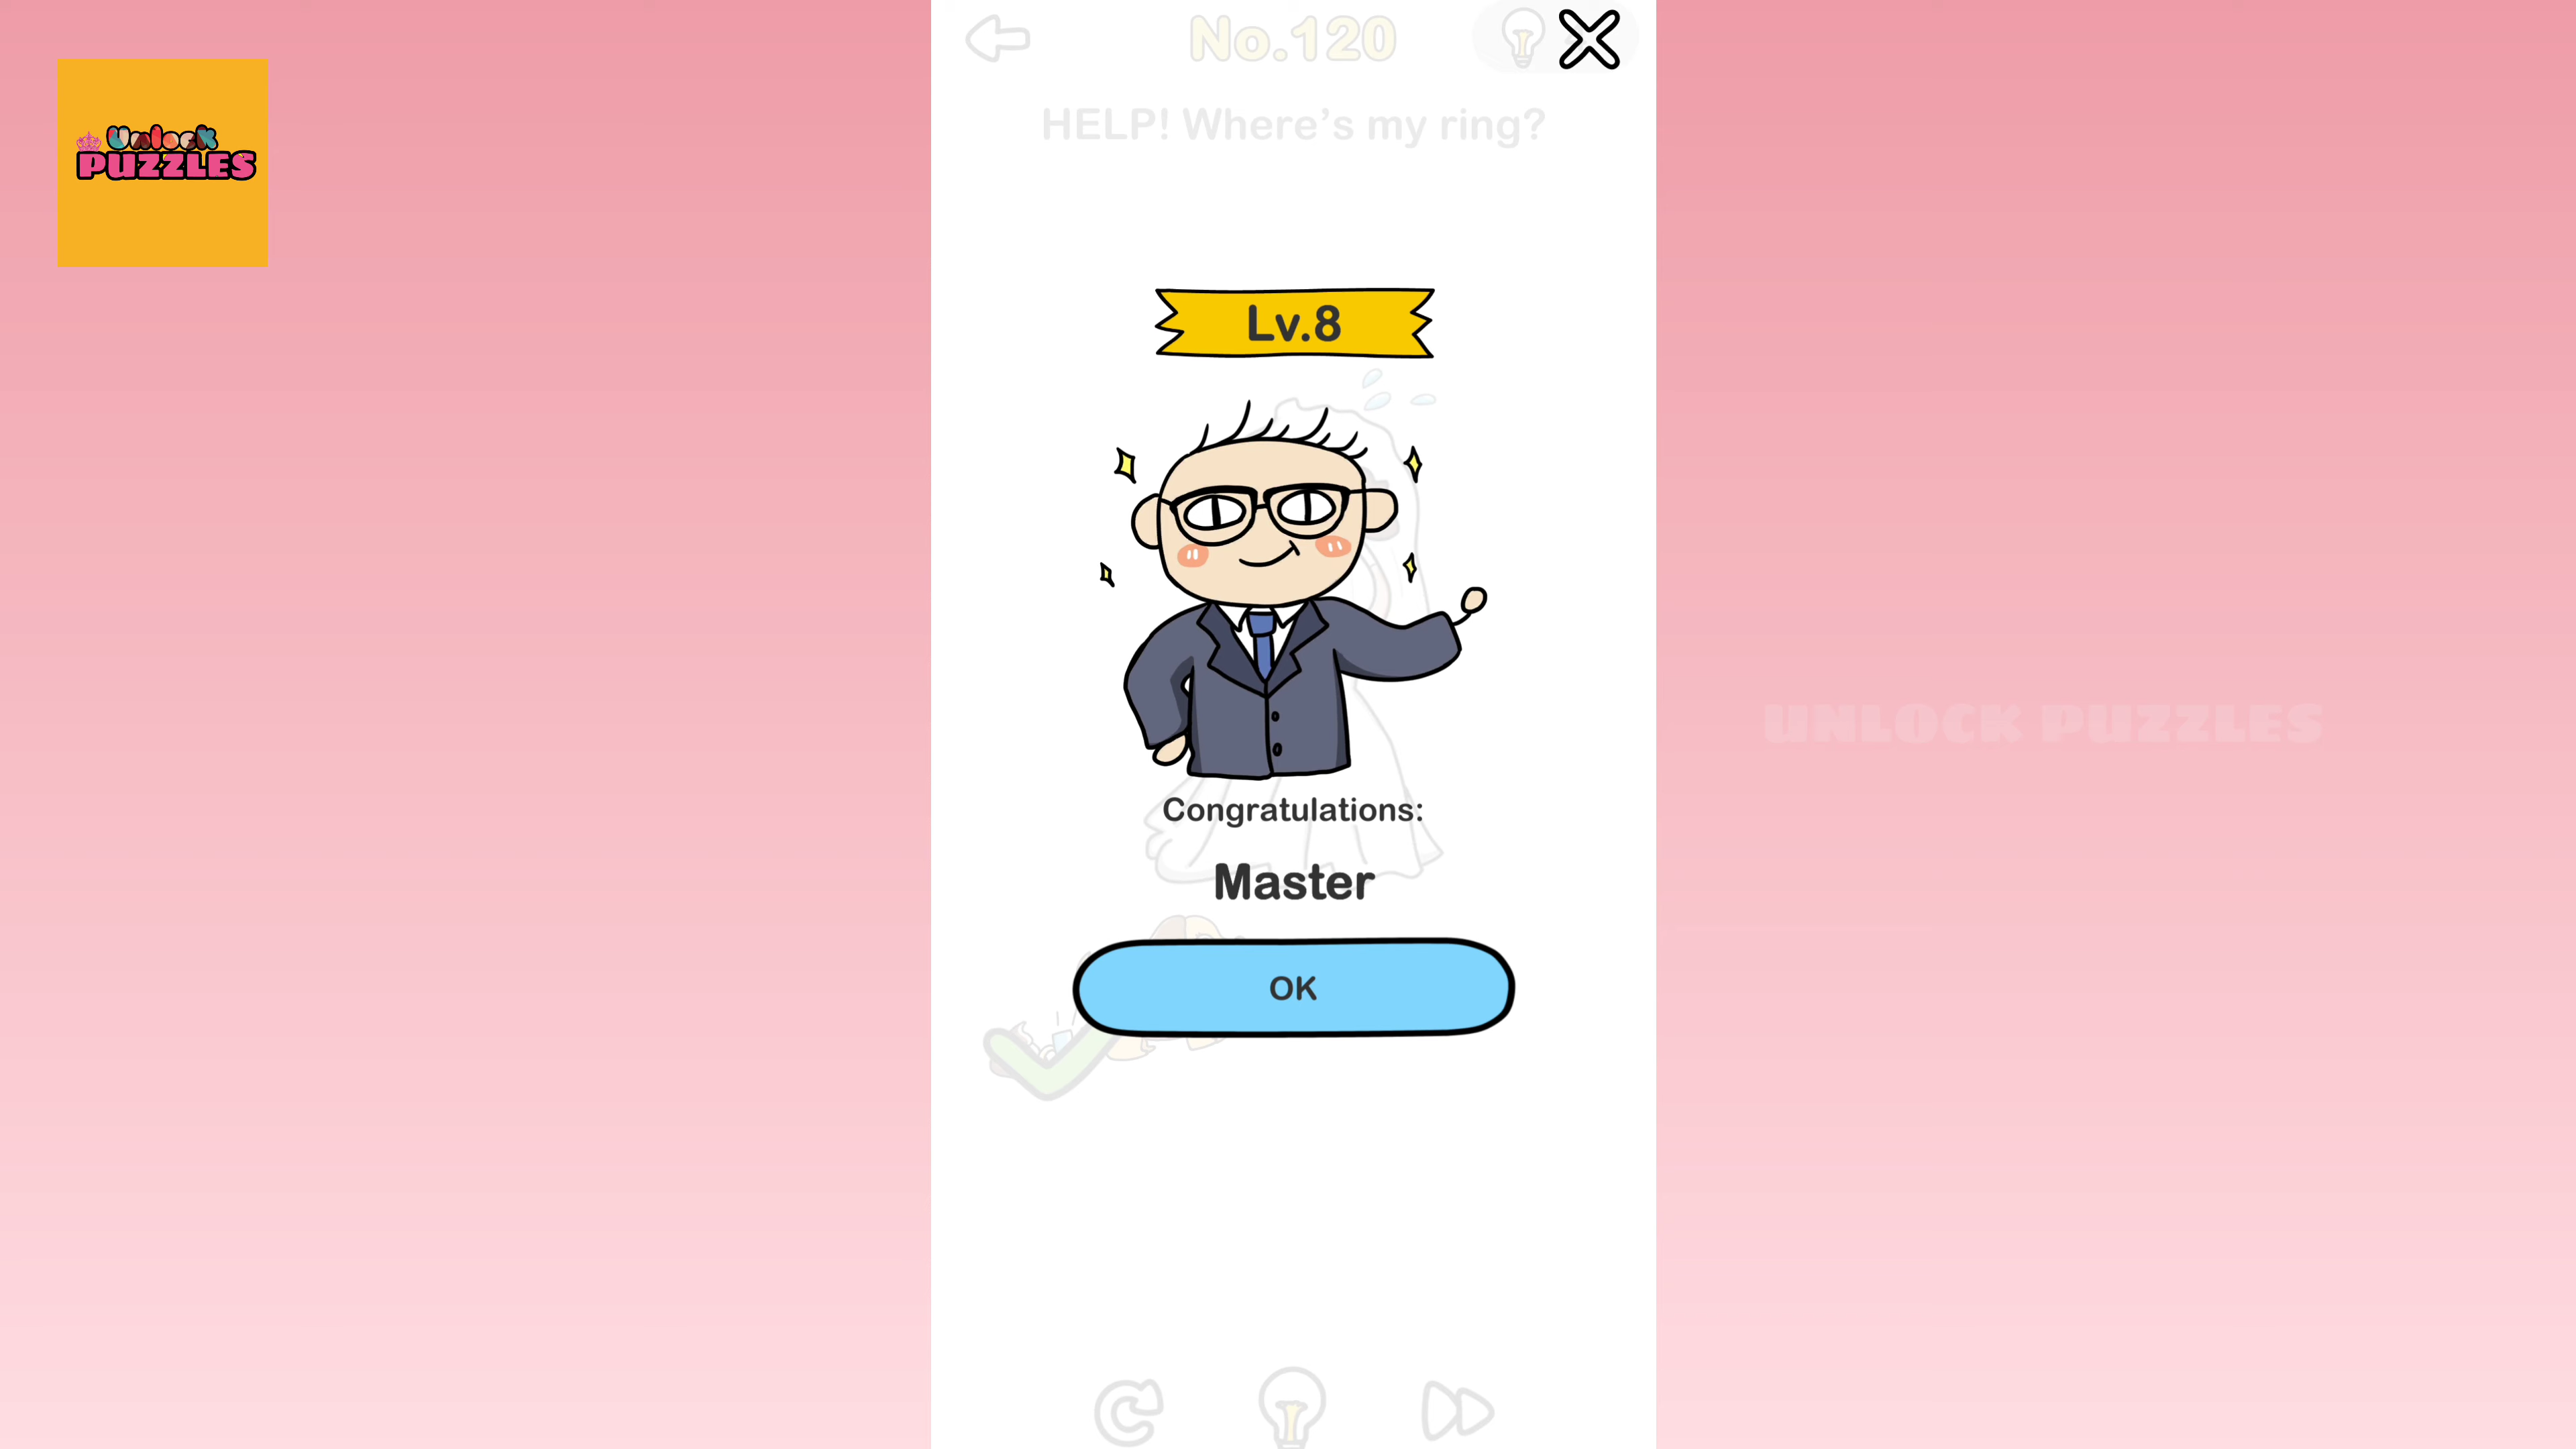 Unlock
PUZZLES
No.120
HELP! Where's my ring?
Lv.8
UNLOCK PUZZLES
Congratulations:
Master
OK